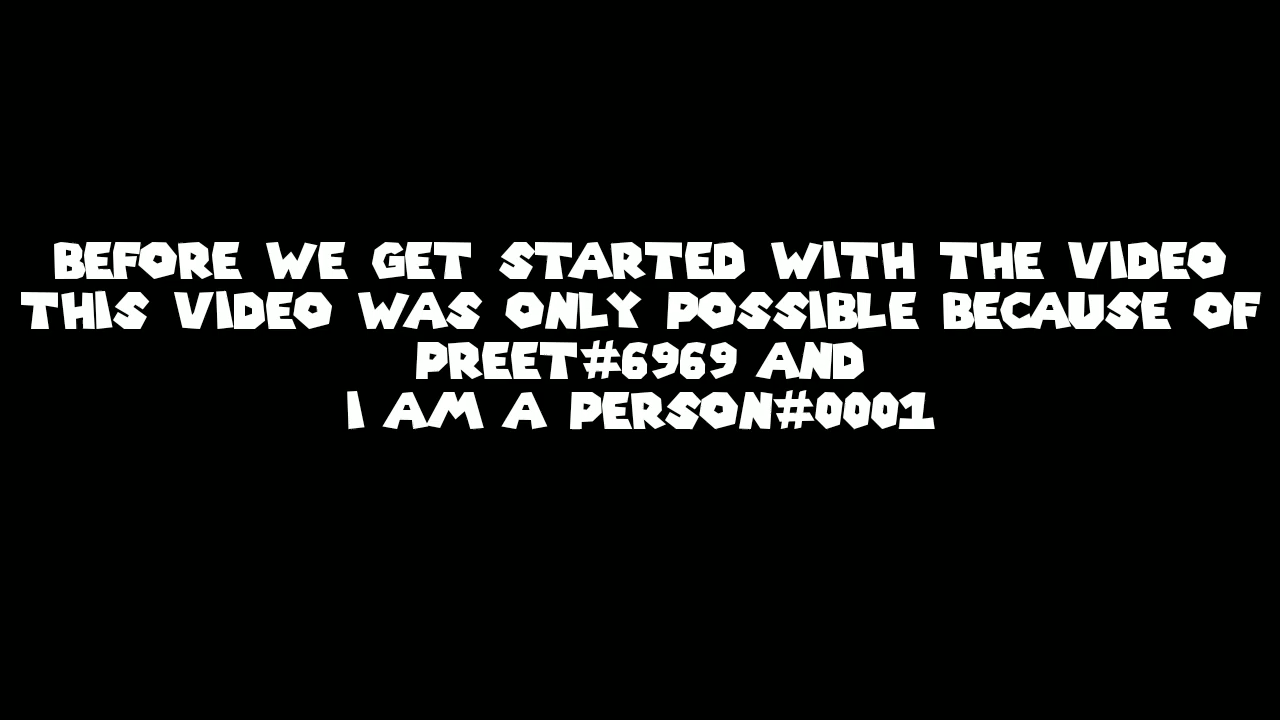 BEFORE WE GET STARTED WITH THE VIDEO
THIS VIDEO WAS ONLY POSSIBLE BECAUSE OF
PREET#6969 AND
I AM A PERSON#0001